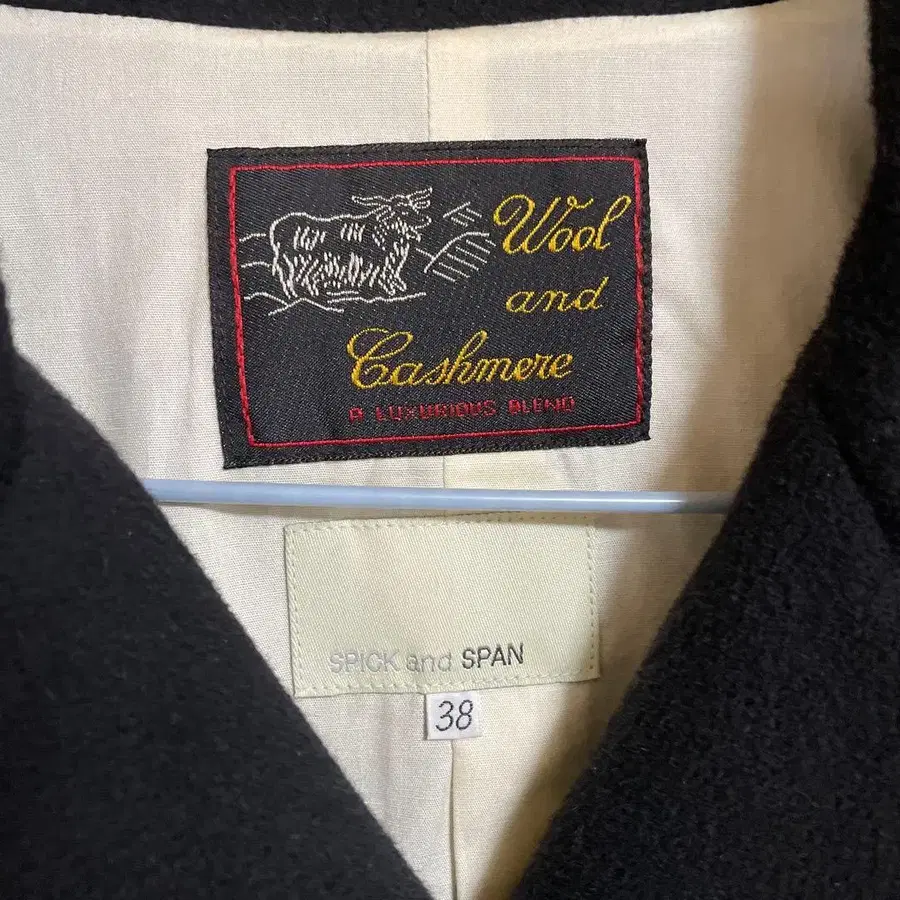 Wool
and
Cashmere
A LUXURIOUS BLEND
SPICK and SPAN
38